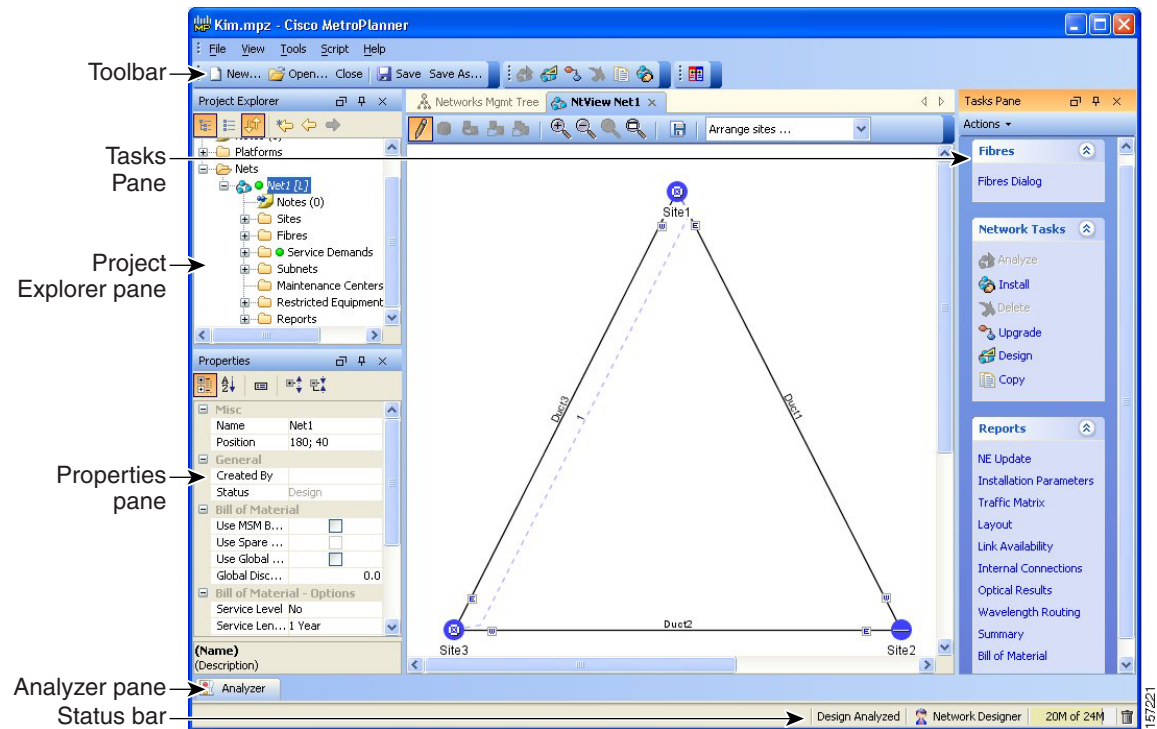 Kim.mpz - Cisco MetroPlanner
File View Tools Script Help
Toolbar
New... Open... Close Save Save As...
Project Explorer
Networks Mgmt Tree
NtView Net1
Tasks Pane
Arrange sites ...
Actions
Tasks
Pane
Platforms
Nets
Net1 [L]
Notes (0)
Sites
Fibres
Service Demands
Subnets
Maintenance Centers
Restricted Equipment
Reports
Project
Explorer pane
Properties
Misc
Name Net1
Position 180; 40
General
Created By
Status Design
Bill of Material
Use MSM B...
Use Spare ...
Use Global ...
Global Disc... 0.0
Bill of Material - Options
Service Level No
Service Len... 1 Year
(Name)
(Description)
Properties
pane
Site1
W E
Duct3
1
Duct1
E
W
W
Duct2
E
Site3
Site2
Fibres
Fibres Dialog
Network Tasks
Analyze
Install
Delete
Upgrade
Design
Copy
Reports
NE Update
Installation Parameters
Traffic Matrix
Layout
Link Availability
Internal Connections
Optical Results
Wavelength Routing
Summary
Bill of Material
Analyzer pane
Analyzer
Status bar
Design Analyzed
Network Designer
20M of 24M
157221